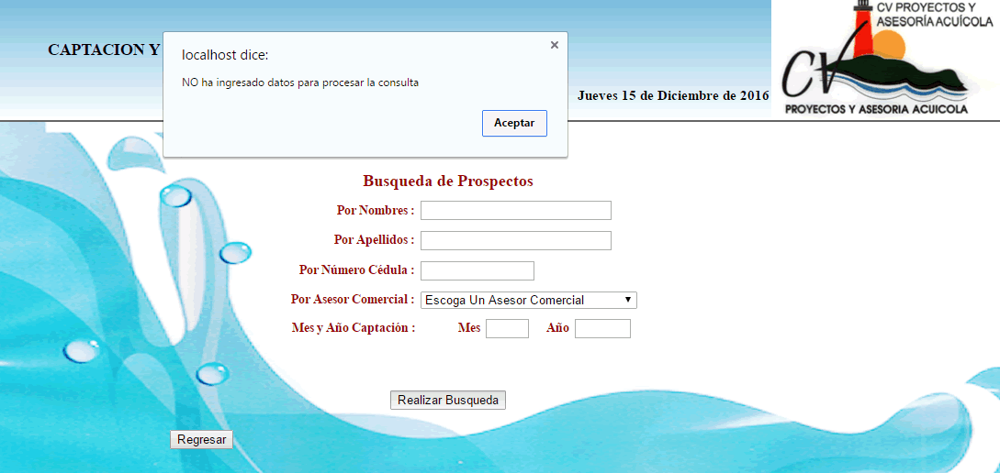 CV PROYECTOS Y
ASESORÍA ACUÍCOLA
CAPTACION Y
localhost dice:
NO ha ingresado datos para procesar la consulta
Aceptar
Jueves 15 de Diciembre de 2016
CV
PROYECTOS Y ASESORIA ACUICOLA
Busqueda de Prospectos
Por Nombres :
Por Apellidos :
Por Número Cédula :
Por Asesor Comercial : Escoga Un Asesor Comercial
Mes y Año Captación : Mes Año
Realizar Busqueda
Regresar